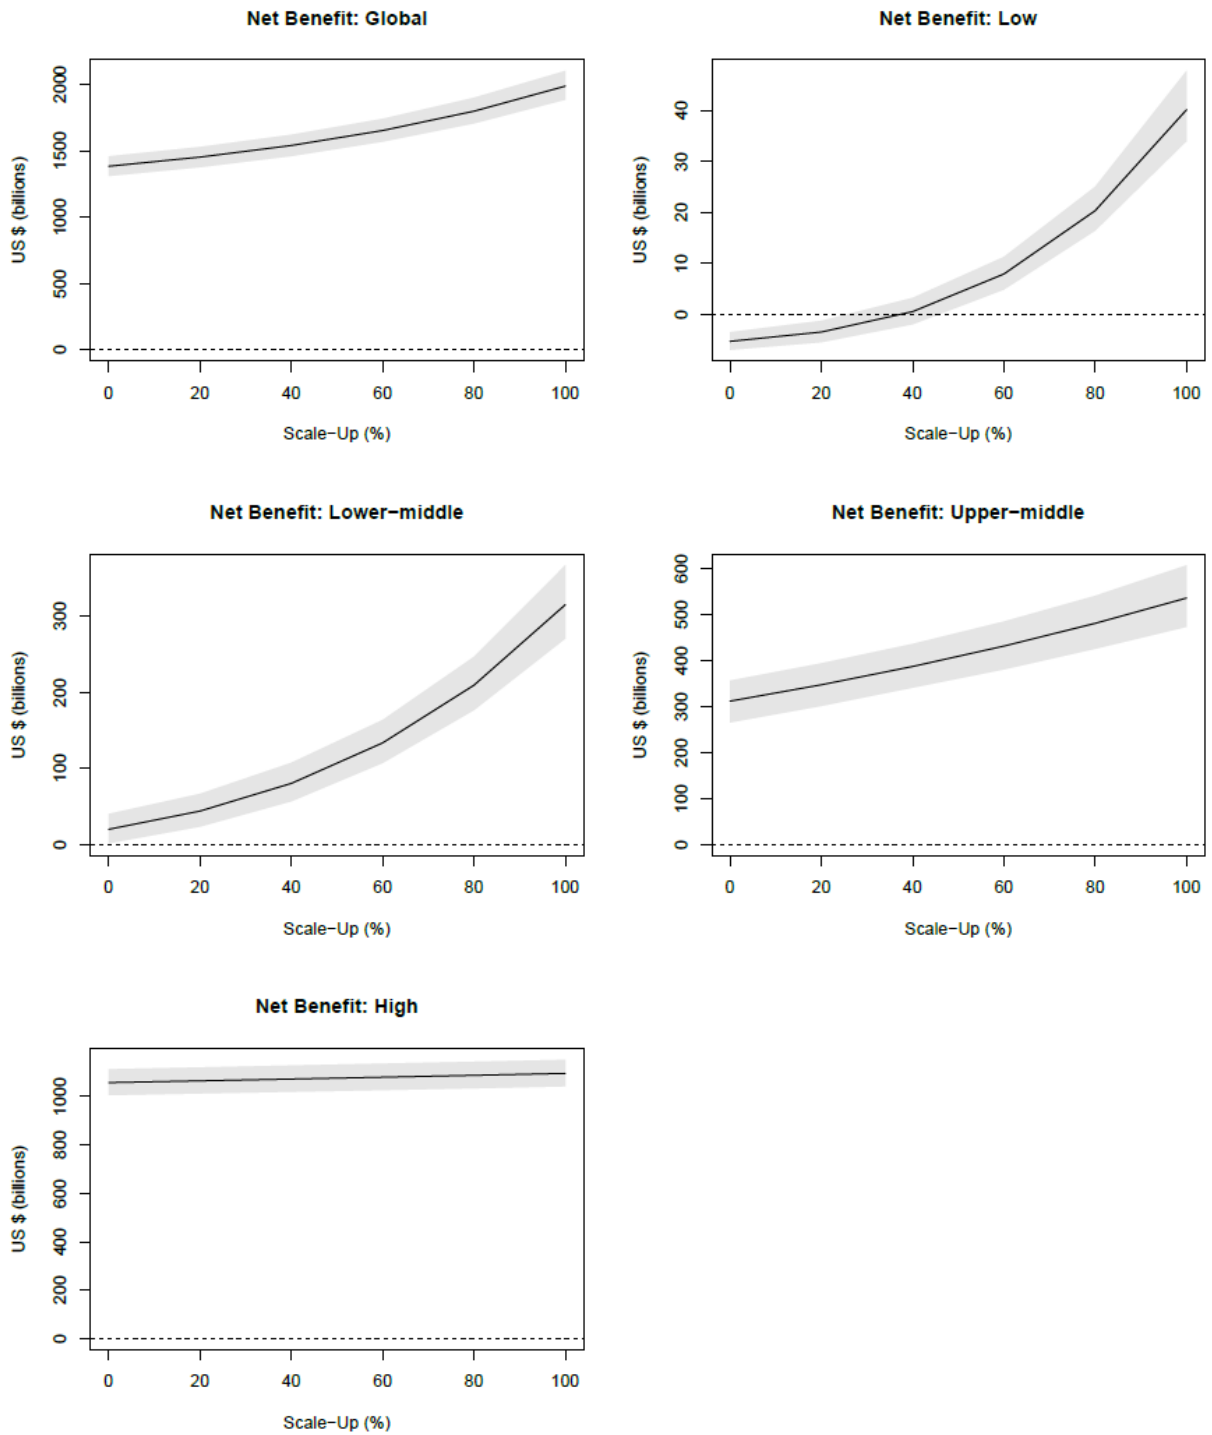 Net Benefit: Global
US $ (billions)
2000
1500
1000
500
0
0 20 40 60 80 100
Scale−Up (%)
Net Benefit: Low
US $ (billions)
40
30
20
10
0
0 20 40 60 80 100
Scale−Up (%)
Net Benefit: Lower−middle
US $ (billions)
300
200
100
0
0 20 40 60 80 100
Scale−Up (%)
Net Benefit: Upper−middle
US $ (billions)
600
500
400
300
200
100
0
0 20 40 60 80 100
Scale−Up (%)
Net Benefit: High
US $ (billions)
1000
800
600
400
200
0
0 20 40 60 80 100
Scale−Up (%)